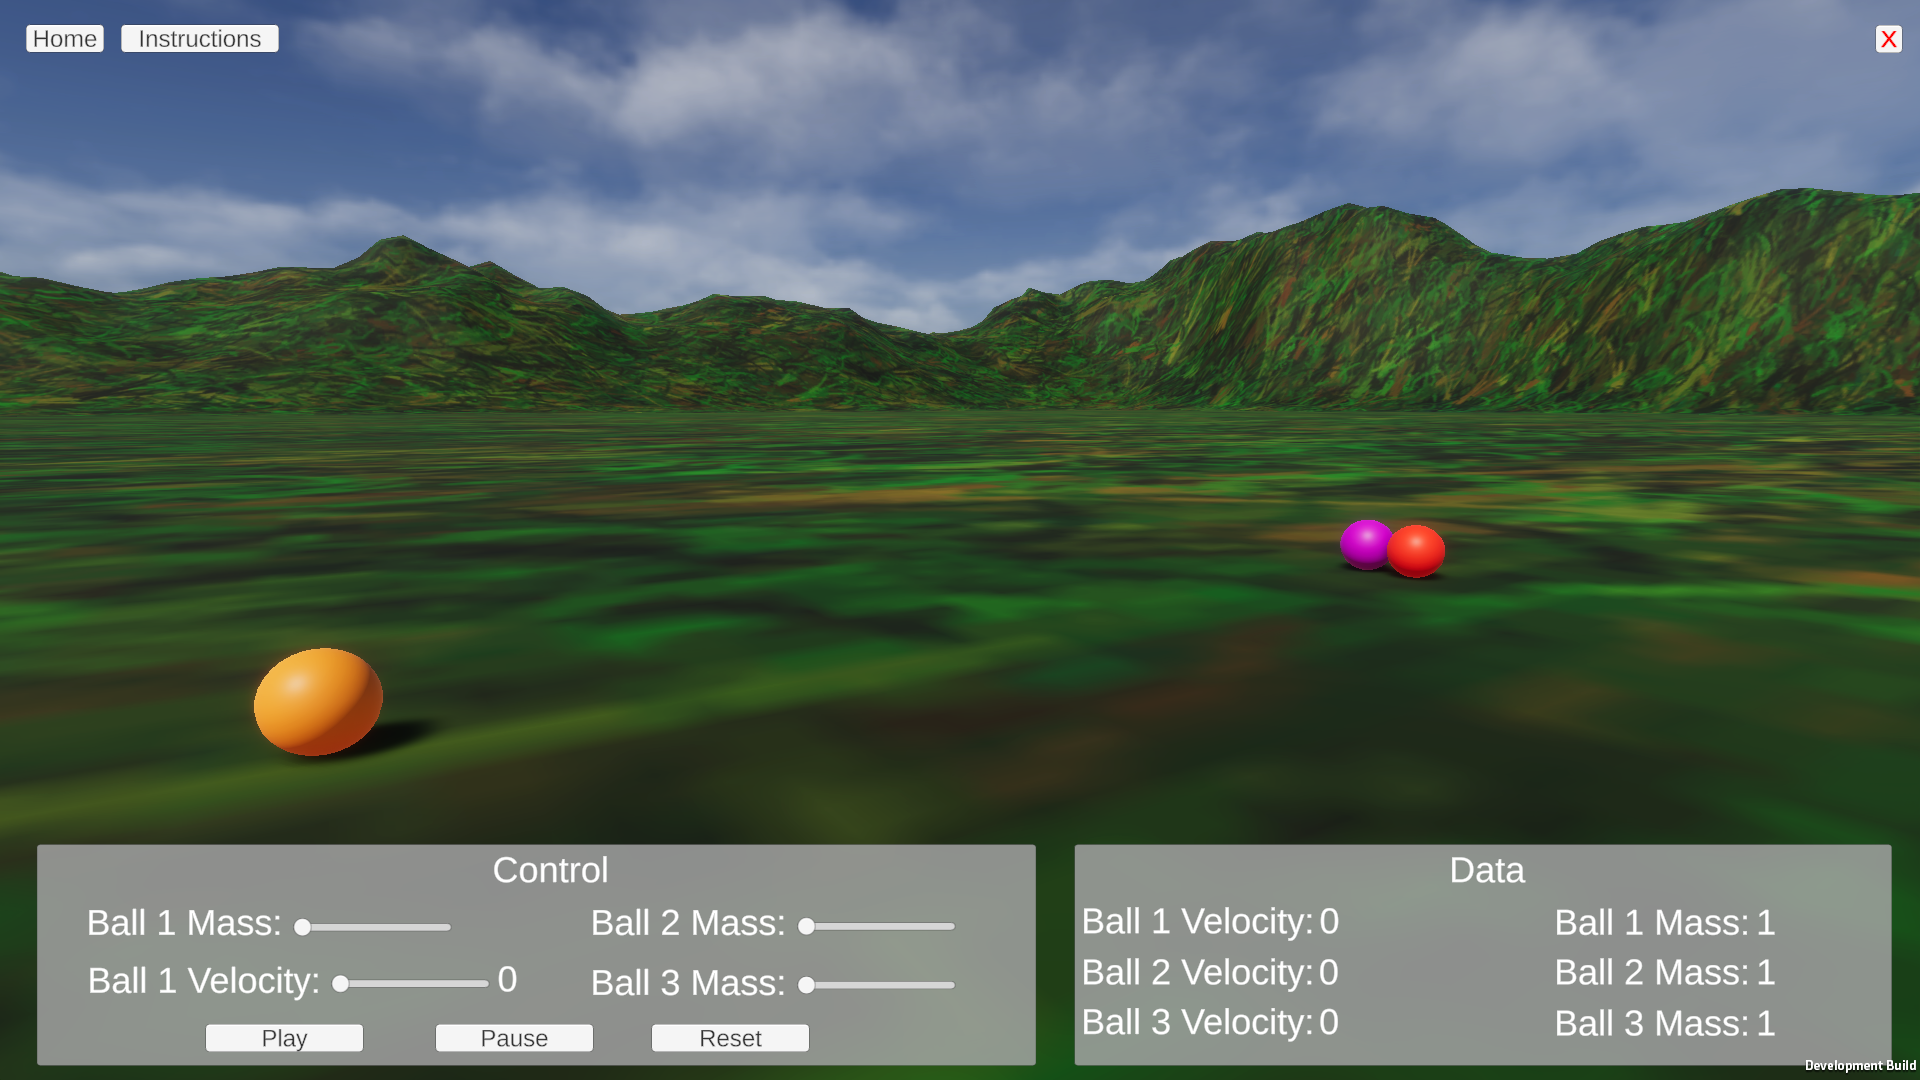 Home
Instructions
X
Control
Ball 1 Mass:
Ball 2 Mass:
Ball 1 Velocity: 0
Ball 3 Mass:
Play
Pause
Reset
Data
Ball 1 Velocity: 0
Ball 1 Mass: 1
Ball 2 Velocity: 0
Ball 2 Mass: 1
Ball 3 Velocity: 0
Ball 3 Mass: 1
Development Build